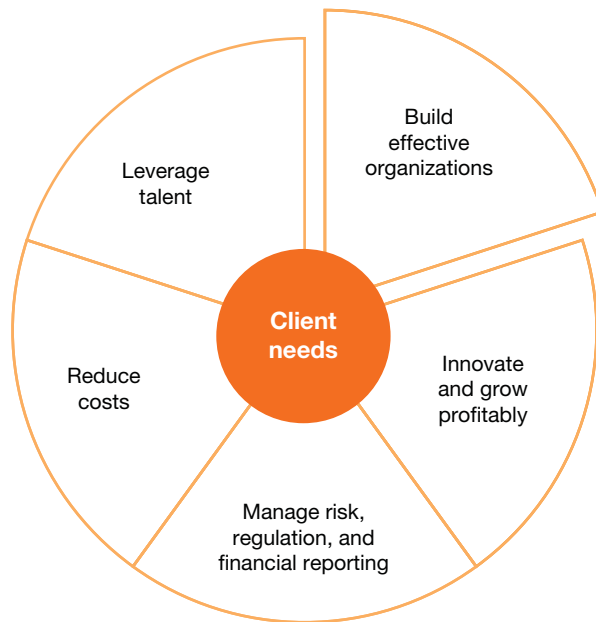 Build
effective
organizations
Leverage
talent
Client
needs
Innovate
and grow
profitably
Reduce
costs
Manage risk,
regulation, and
financial reporting